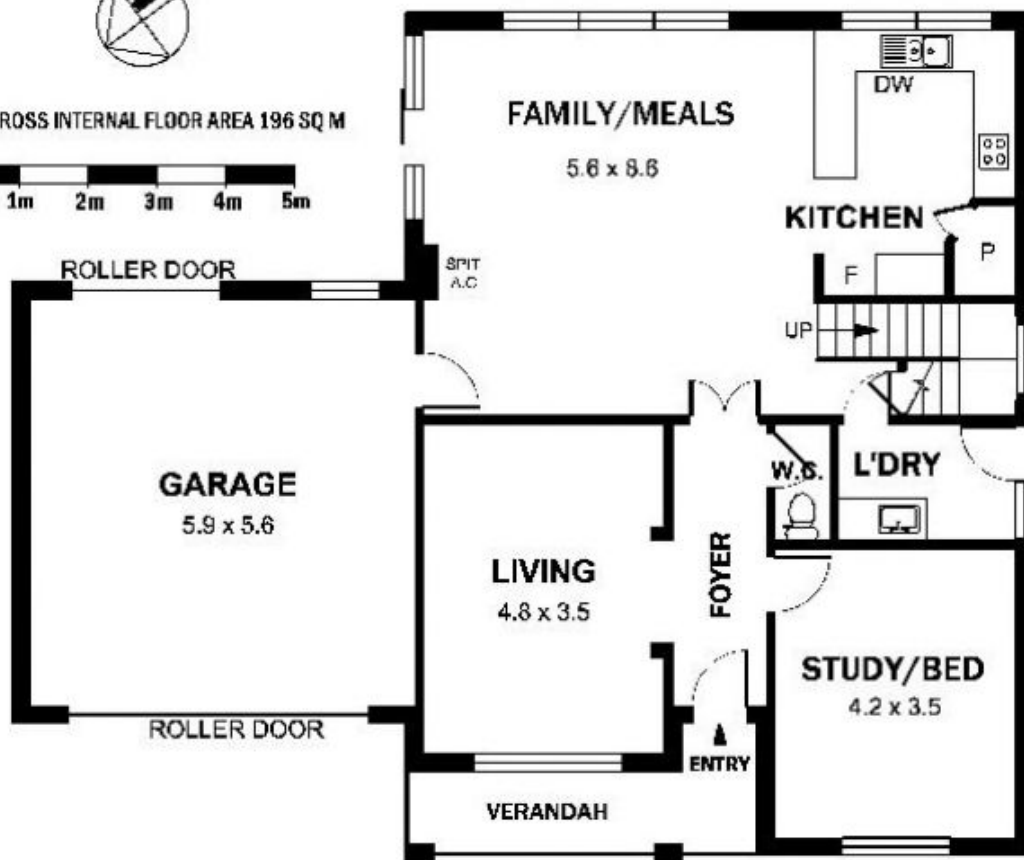 ROSS INTERNAL FLOOR AREA 196 SQ M
1m 2m 3m 4m 5m
FAMILY/MEALS
5.6 x 8.6
DW
KITCHEN
P
F
SPIT
A.C
UP
ROLLER DOOR
GARAGE
5.9 x 5.6
ROLLER DOOR
W.C.
L'DRY
LIVING
4.8 x 3.5
FOYER
STUDY/BED
4.2 x 3.5
ENTRY
VERANDAH